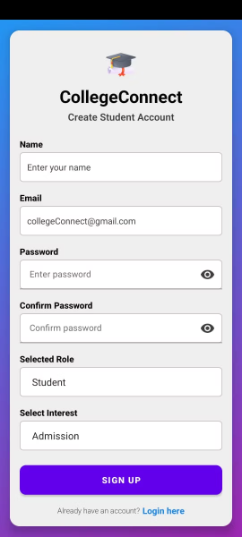 CollegeConnect
Create Student Account
Name
Enter your name
Email
collegeConnect@gmail.com
Password
Enter password
Confirm Password
Confirm password
Selected Role
Student
Select Interest
Admission
SIGN UP
Already have an account? Login here